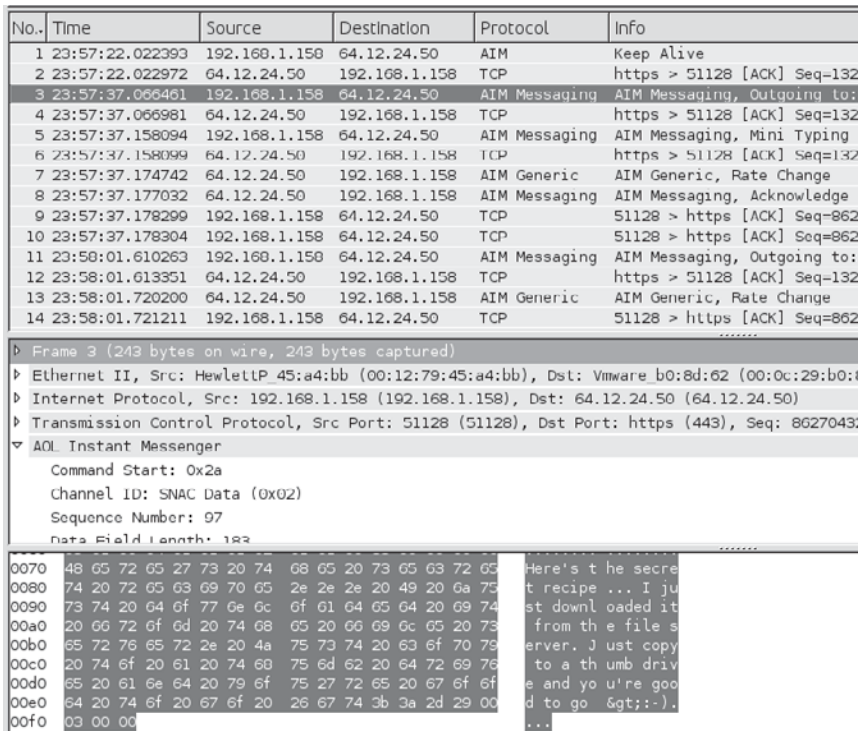 No.. Time Source Destination Protocol Info
1 23:57:22.022393 192.168.1.158 64.12.24.50 AIM Keep Alive
2 23:57:22.022972 64.12.24.50 192.168.1.158 TCP https > 51128 [ACK] Seq=132
3 23:57:37.066461 192.168.1.158 64.12.24.50 AIM Messaging AIM Messaging, Outgoing to:
4 23:57:37.066981 64.12.24.50 192.168.1.158 TCP https > 51128 [ACK] Seq=132
5 23:57:37.158094 64.12.24.50 192.168.1.158 AIM Messaging AIM Messaging, Mini Typing
6 23:57:37.158099 64.12.24.50 192.168.1.158 TCP https > 51128 [ACK] Seq=132
7 23:57:37.174742 64.12.24.50 192.168.1.158 AIM Generic AIM Generic, Rate Change
8 23:57:37.177032 64.12.24.50 192.168.1.158 AIM Messaging AIM Messaging, Acknowledge
9 23:57:37.178299 192.168.1.158 64.12.24.50 TCP 51128 > https [ACK] Seq=862
10 23:57:37.178304 192.168.1.158 64.12.24.50 TCP 51128 > https [ACK] Seq=862
11 23:58:01.610263 192.168.1.158 64.12.24.50 AIM Messaging AIM Messaging, Outgoing to:
12 23:58:01.613351 64.12.24.50 192.168.1.158 TCP https > 51128 [ACK] Seq=132
13 23:58:01.720200 64.12.24.50 192.168.1.158 AIM Generic AIM Generic, Rate Change
14 23:58:01.721211 192.168.1.158 64.12.24.50 TCP 51128 > https [ACK] Seq=862
Frame 3 (243 bytes on wire, 243 bytes captured)
Ethernet II, Src: HewlettP_45:a4:bb (00:12:79:45:a4:bb), Dst: Vmware_b0:8d:62 (00:0c:29:b0:8
Internet Protocol, Src: 192.168.1.158 (192.168.1.158), Dst: 64.12.24.50 (64.12.24.50)
Transmission Control Protocol, Src Port: 51128 (51128), Dst Port: https (443), Seq: 86270432
AOL Instant Messenger
Command Start: 0x2a
Channel ID: SNAC Data (0x02)
Sequence Number: 97
Data Field Length: 183
0070 48 65 72 65 27 73 20 74 68 65 20 73 65 63 72 65 Here's t he secre
0080 74 20 72 65 63 69 70 65 2e 2e 2e 20 49 20 6a 75 t recipe ... I ju
0090 73 74 20 64 6f 77 6e 6c 6f 61 64 65 64 20 69 74 st downl oaded it
00a0 20 66 72 6f 6d 20 74 68 65 20 66 69 6c 65 20 73 from th e file s
00b0 65 72 76 65 72 2e 20 4a 75 73 74 20 63 6f 70 79 erver. J ust copy
00c0 20 74 6f 20 61 20 74 68 75 6d 62 20 64 72 69 76 to a th umb driv
00d0 65 20 61 6e 64 20 79 6f 75 27 72 65 20 67 6f 6f e and yo u're goo
00e0 64 20 74 6f 20 67 6f 20 26 67 74 3b 3a 2d 29 00 d to go &gt;:-).
00f0 03 00 00 ...